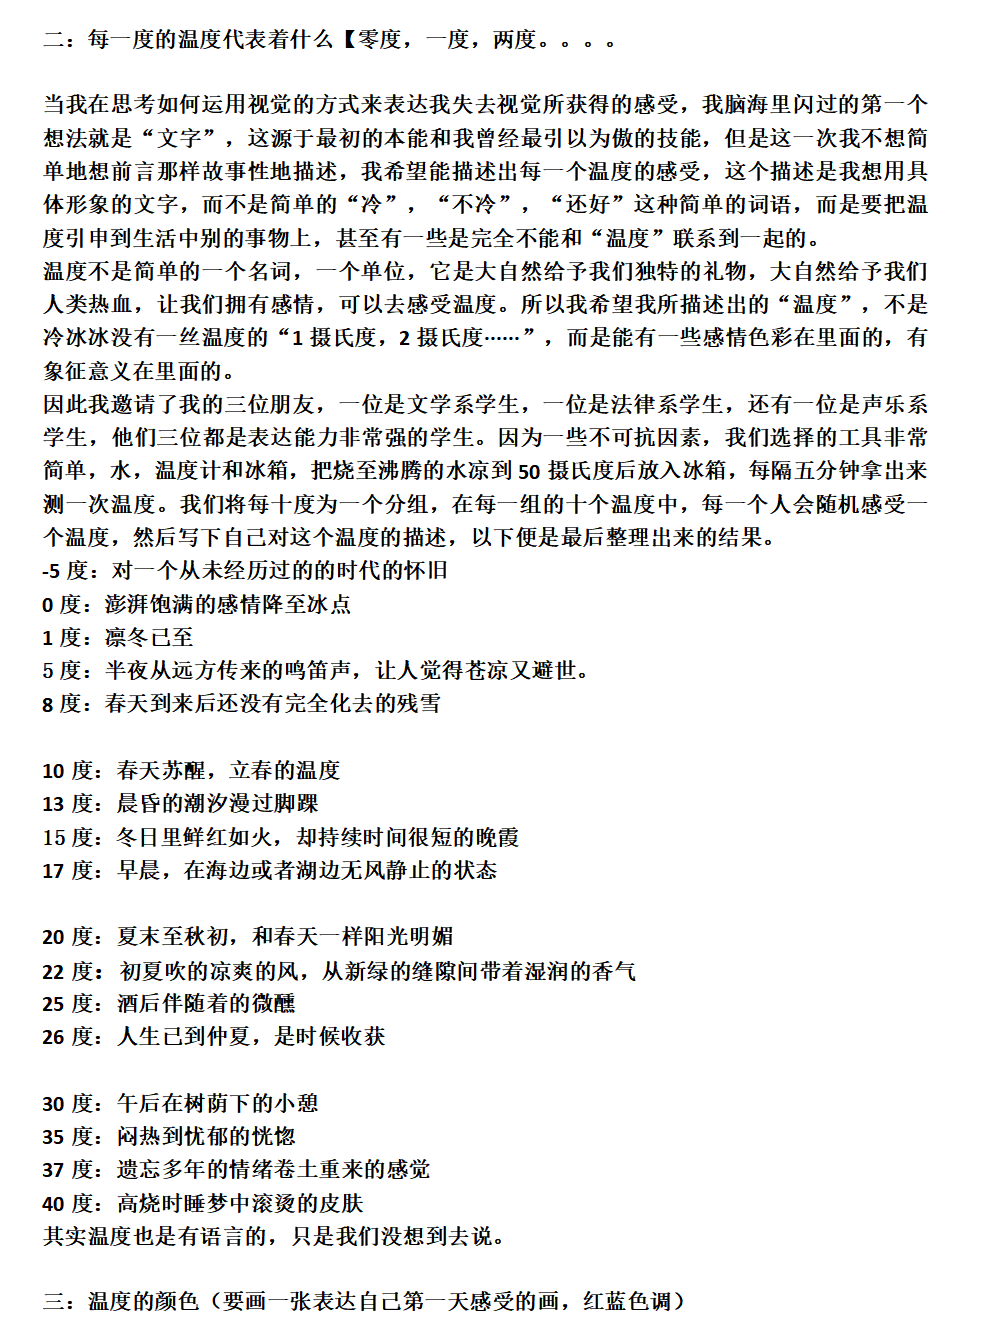 二：每一度的温度代表着什么【零度，一度，两度。。。。
当我在思考如何运用视觉的方式来表达我失去视觉所获得的感受，我脑海里闪过的第一个
想法就是“文字”，这源于最初的本能和我曾经最引以为傲的技能，但是这一次我不想简
单地想前言那样故事性地描述，我希望能描述出每一个温度的感受，这个描述是我想用具
体形象的文字，而不是简单的“冷”，“不冷”，“还好”这种简单的词语，而是要把温
度引申到生活中别的事物上，甚至有一些是完全不能和“温度”联系到一起的。
温度不是简单的一个名词，一个单位，它是大自然给予我们独特的礼物，大自然给予我们
人类热血，让我们拥有感情，可以去感受温度。所以我希望我所描述出的“温度”，不是
冷冰冰没有一丝温度的“1 摄氏度，2 摄氏度······”，而是能有一些感情色彩在里面的，有
象征意义在里面的。
因此我邀请了我的三位朋友，一位是文学系学生，一位是法律系学生，还有一位是声乐系
学生，他们三位都是表达能力非常强的学生。因为一些不可抗因素，我们选择的工具非常
简单，水，温度计和冰箱，把烧至沸腾的水凉到 50 摄氏度后放入冰箱，每隔五分钟拿出来
测一次温度。我们将每十度为一个分组，在每一组的十个温度中，每一个人会随机感受一
个温度，然后写下自己对这个温度的描述，以下便是最后整理出来的结果。
-5 度：对一个从未经历过的的时代的怀旧
0 度：澎湃饱满的感情降至冰点
1 度：凛冬已至
5 度：半夜从远方传来的鸣笛声，让人觉得苍凉又避世。
8 度：春天到来后还没有完全化去的残雪
10 度：春天苏醒，立春的温度
13 度：晨昏的潮汐漫过脚踝
15 度：冬日里鲜红如火，却持续时间很短的晚霞
17 度：早晨，在海边或者湖边无风静止的状态
20 度：夏末至秋初，和春天一样阳光明媚
22 度：初夏吹的凉爽的风，从新绿的缝隙间带着湿润的香气
25 度：酒后伴随着的微醺
26 度：人生已到仲夏，是时候收获
30 度：午后在树荫下的小憩
35 度：闷热到忧郁的恍惚
37 度：遗忘多年的情绪卷土重来的感觉
40 度：高烧时睡梦中滚烫的皮肤
其实温度也是有语言的，只是我们没想到去说。
三：温度的颜色（要画一张表达自己第一天感受的画，红蓝色调）